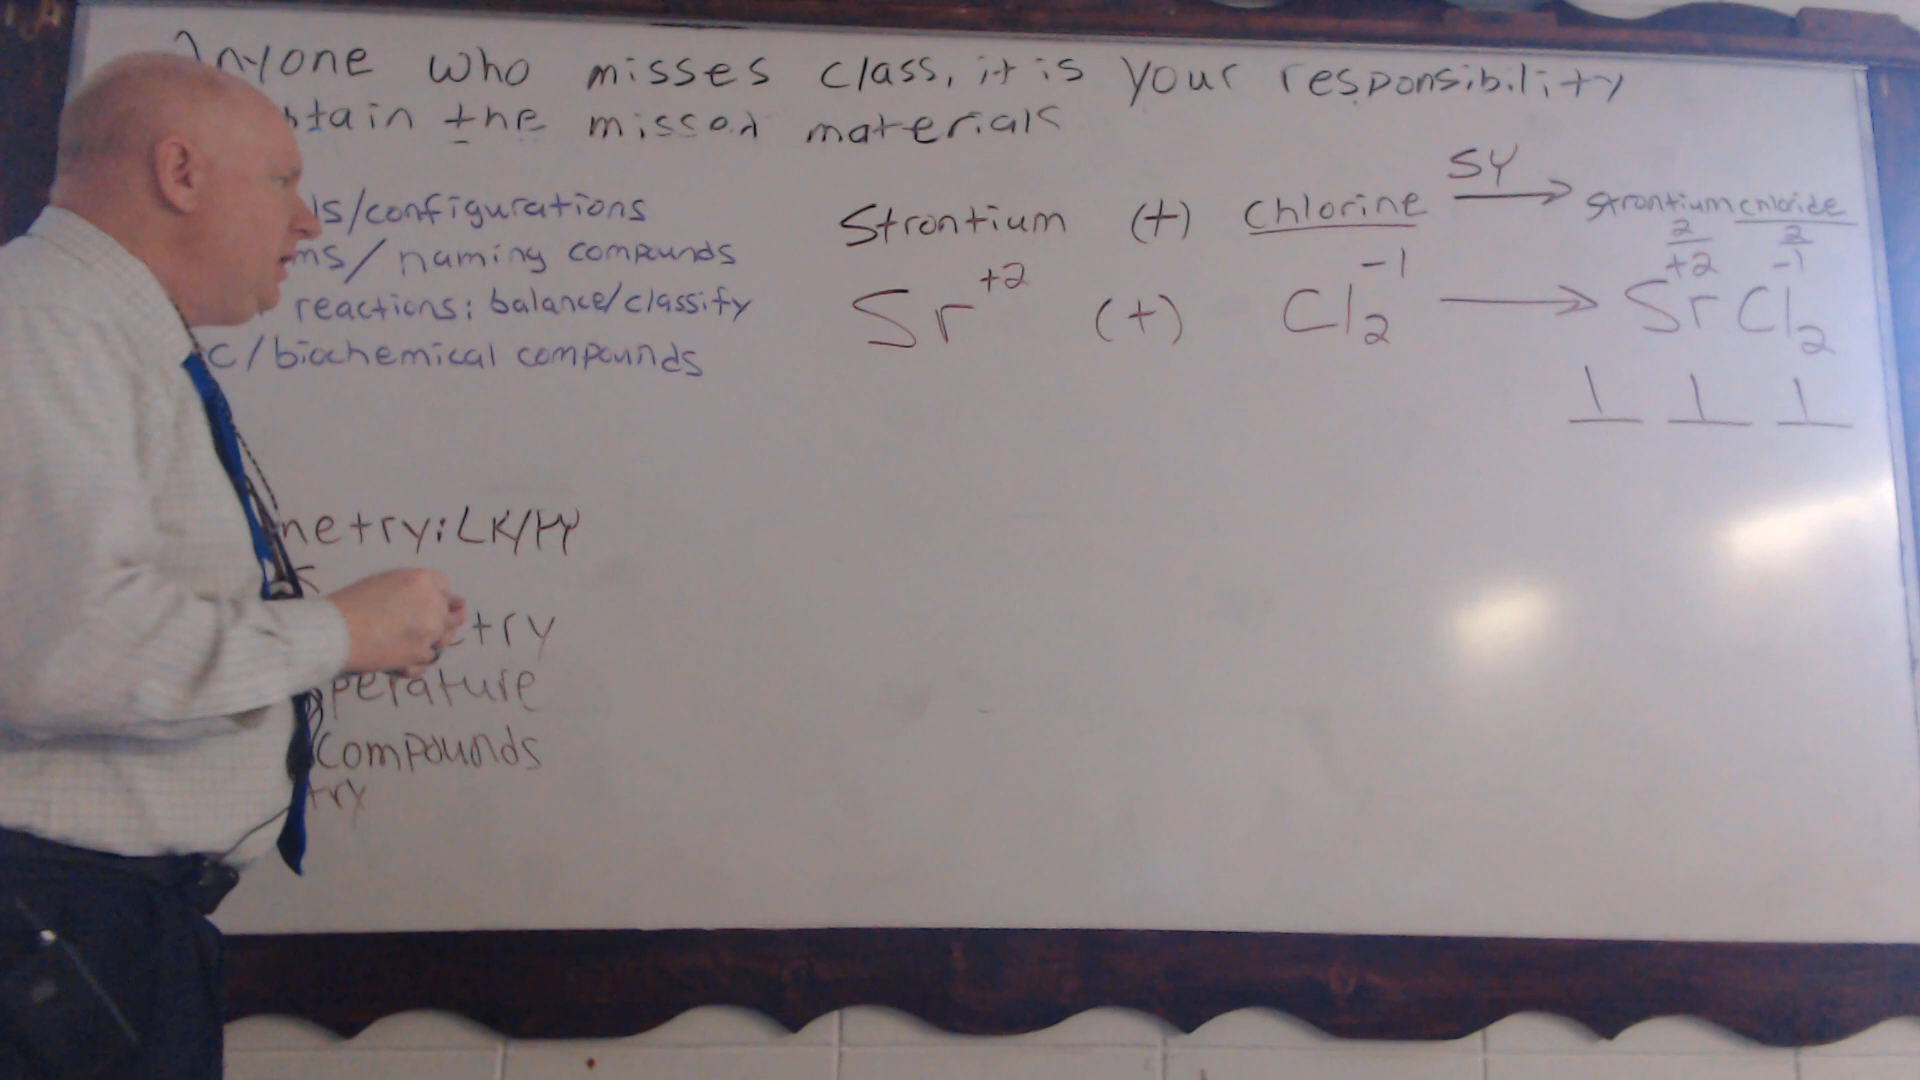 Anyone who misses class, it is your responsibility
tain the missed materials
ls/configurations
ms/ naming compounds
reactions: balance/classify
C/biochemical compounds
metry: LK/HY
etry
perature
compounds
try
Strontium (+) Chlorine SY → Strontium chloride
2 2
+2 -1
Sr+2 (+) Cl2-1 → SrCl2
1 1 1